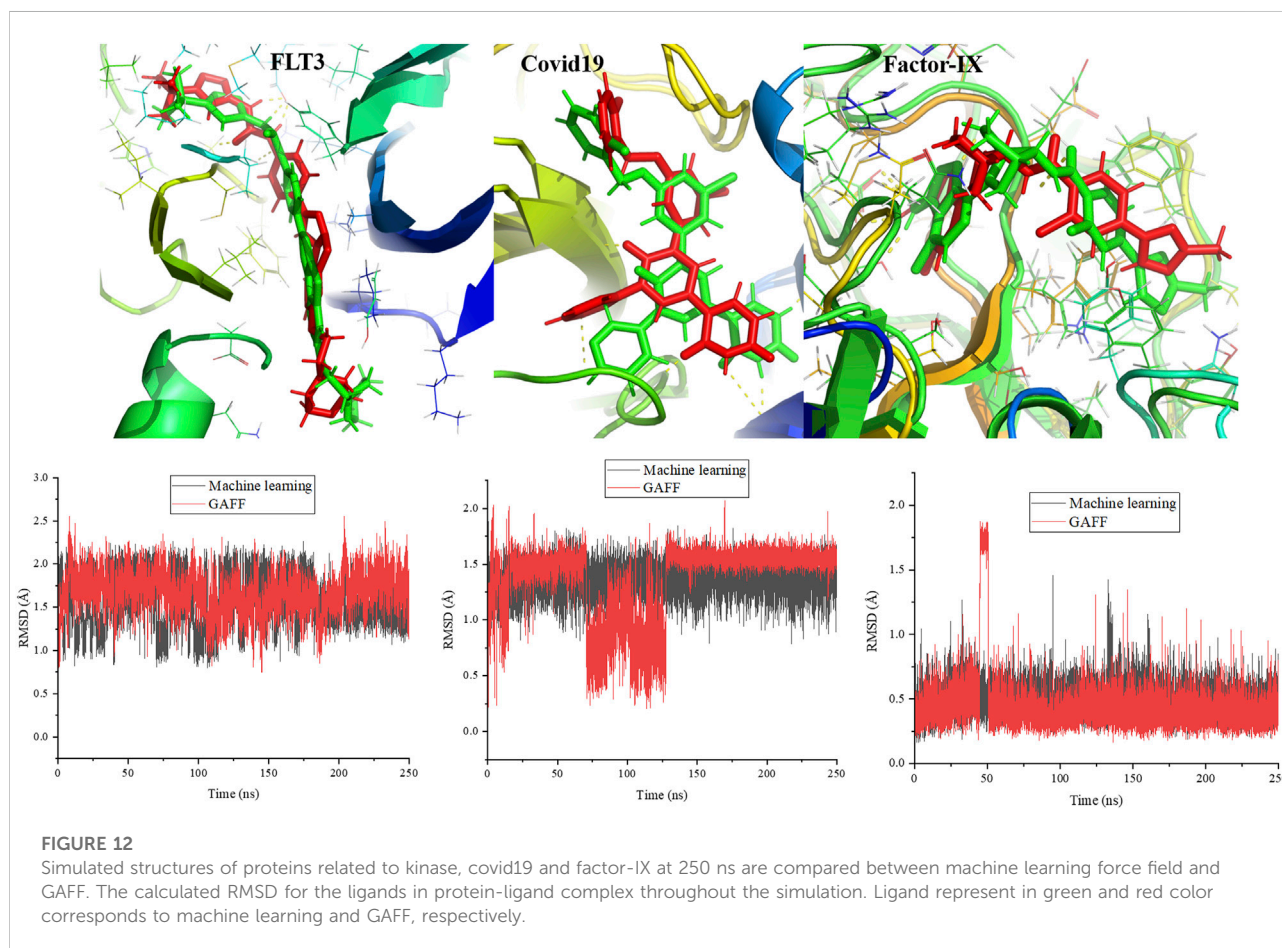 FLT3
Covid19
Factor-IX
Machine learning
GAFF
3.0
2.5
2.0
1.5
1.0
0.5
0.0
RMSD (Å)
0 50 100 150 200 250
Time (ns)
Machine learning
GAFF
2.0
1.5
1.0
0.5
0.0
RMSD (Å)
0 50 100 150 200 250
Time (ns)
Machine learning
GAFF
2.0
1.5
1.0
0.5
0.0
RMSD (Å)
0 50 100 150 200 25
Time (ns)
FIGURE 12
Simulated structures of proteins related to kinase, covid19 and factor-IX at 250 ns are compared between machine learning force field and
GAFF. The calculated RMSD for the ligands in protein-ligand complex throughout the simulation. Ligand represent in green and red color
corresponds to machine learning and GAFF, respectively.